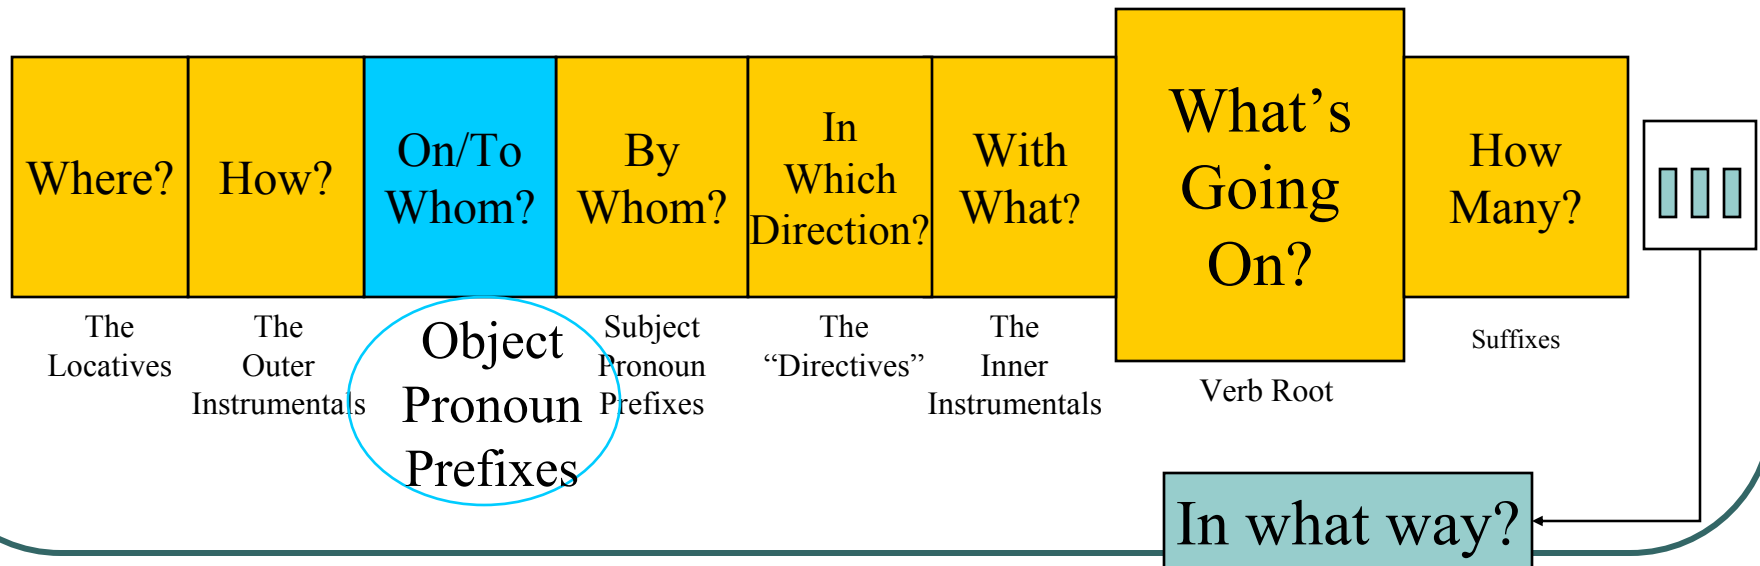 Where?
How?
On/To
Whom?
By
Whom?
In
Which
Direction?
With
What?
What’s
Going
On?
How
Many?
The
Locatives
The
Outer
Instrumentals
Object
Pronoun
Prefixes
Subject
Pronoun
Prefixes
The
“Directives”
The
Inner
Instrumentals
Verb Root
Suffixes
In what way?